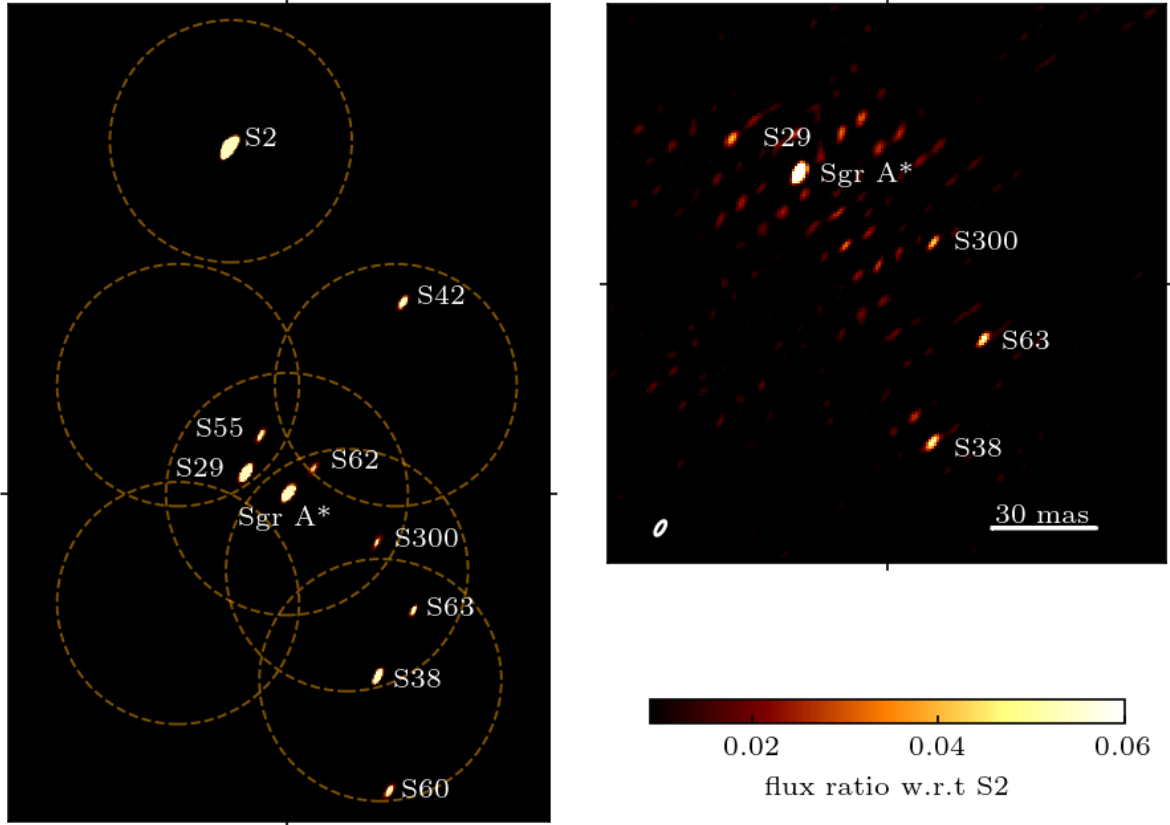 S2
S42
S55
S29
S62
Sgr A*
S300
S63
S38
S60
S29
Sgr A*
S300
S63
S38
30 mas
0.02 0.04 0.06
flux ratio w.r.t S2